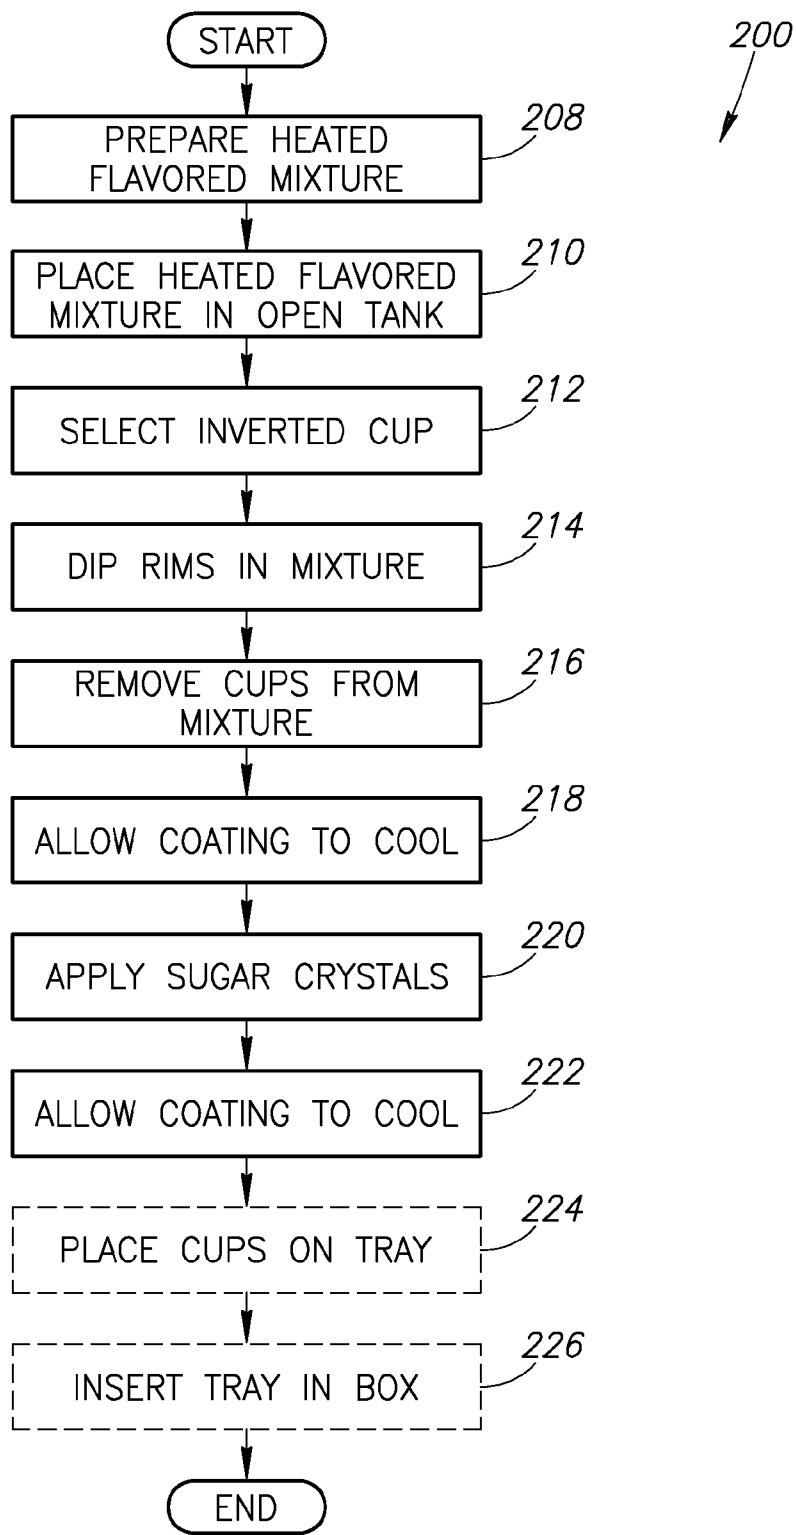 START
200
PREPARE HEATED
FLAVORED MIXTURE
208
PLACE HEATED FLAVORED
MIXTURE IN OPEN TANK
210
SELECT INVERTED CUP
212
DIP RIMS IN MIXTURE
214
REMOVE CUPS FROM
MIXTURE
216
ALLOW COATING TO COOL
218
APPLY SUGAR CRYSTALS
220
ALLOW COATING TO COOL
222
PLACE CUPS ON TRAY
224
INSERT TRAY IN BOX
226
END